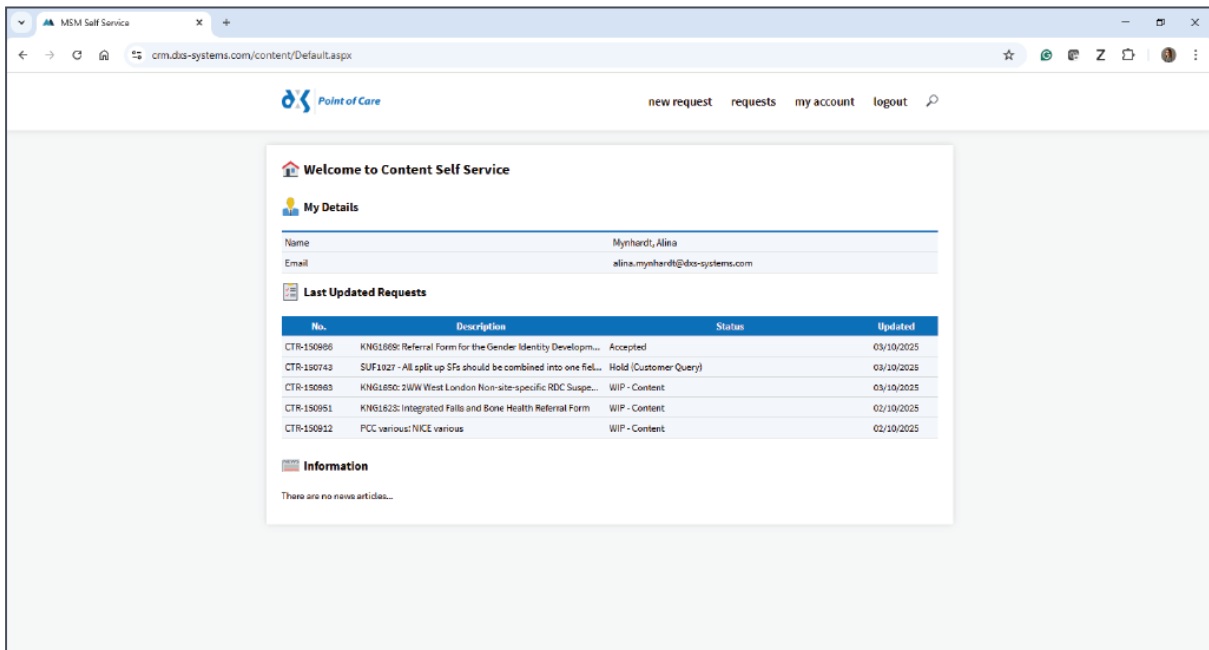 MSM Self Service
crm.dxs-systems.com/content/Default.aspx
dxs Point of Care
new request requests my account logout
Welcome to Content Self Service
My Details
Name Mynhardt, Alina
Email alina.mynhardt@dxs-systems.com
Last Updated Requests
No. Description Status Updated
CTR-150966 KNG1669: Referral Form for the Gender Identity Developm... Accepted 03/10/2025
CTR-150743 SUF1027 - All split up SFs should be combined into one fiel... Hold (Customer Query) 03/10/2025
CTR-150963 KNG1650: 2WW West London Non-site-specific RDC Suspe... WIP - Content 03/10/2025
CTR-150951 KNG1623: Integrated Falls and Bone Health Referral Form WIP - Content 02/10/2025
CTR-150912 PCC various: NICE various WIP - Content 02/10/2025
Information
There are no news articles...